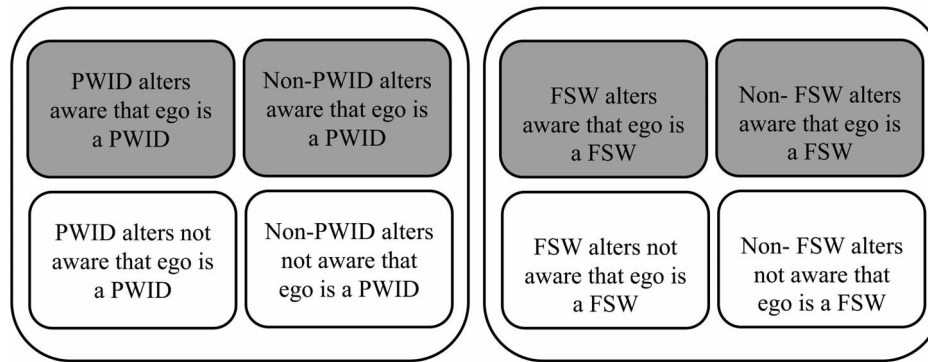 PWID alters
aware that ego is
a PWID
Non-PWID alters
aware that ego is
a PWID
FSW alters
aware that ego is
a FSW
Non- FSW alters
aware that ego is
a FSW
PWID alters not
aware that ego is
a PWID
Non-PWID alters
not aware that
ego is a PWID
FSW alters not
aware that ego is
a FSW
Non- FSW alters
not aware that
ego is a FSW